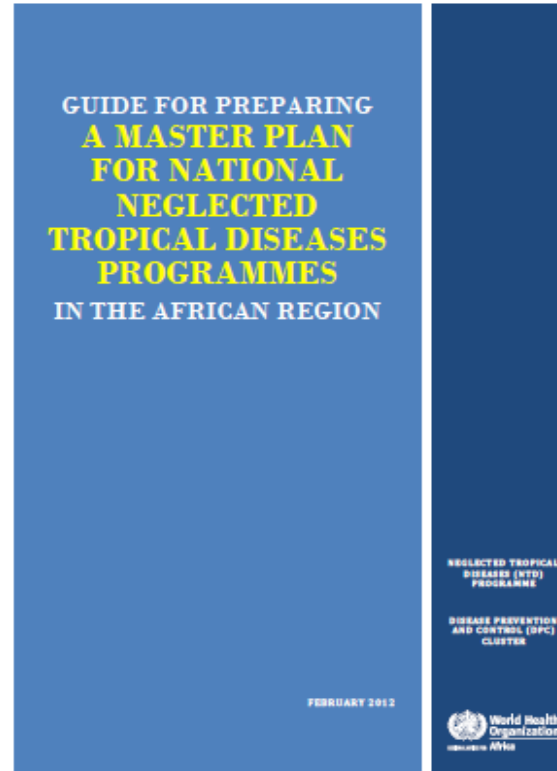 GUIDE FOR PREPARING
A MASTER PLAN
FOR NATIONAL
NEGLECTED
TROPICAL DISEASES
PROGRAMMES
IN THE AFRICAN REGION
FEBRUARY 2012
NEGLECTED TROPICAL
DISEASES (NTD)
PROGRAMME
DISEASE PREVENTION
AND CONTROL (DPC)
CLUSTER
World Health
Organization
Africa